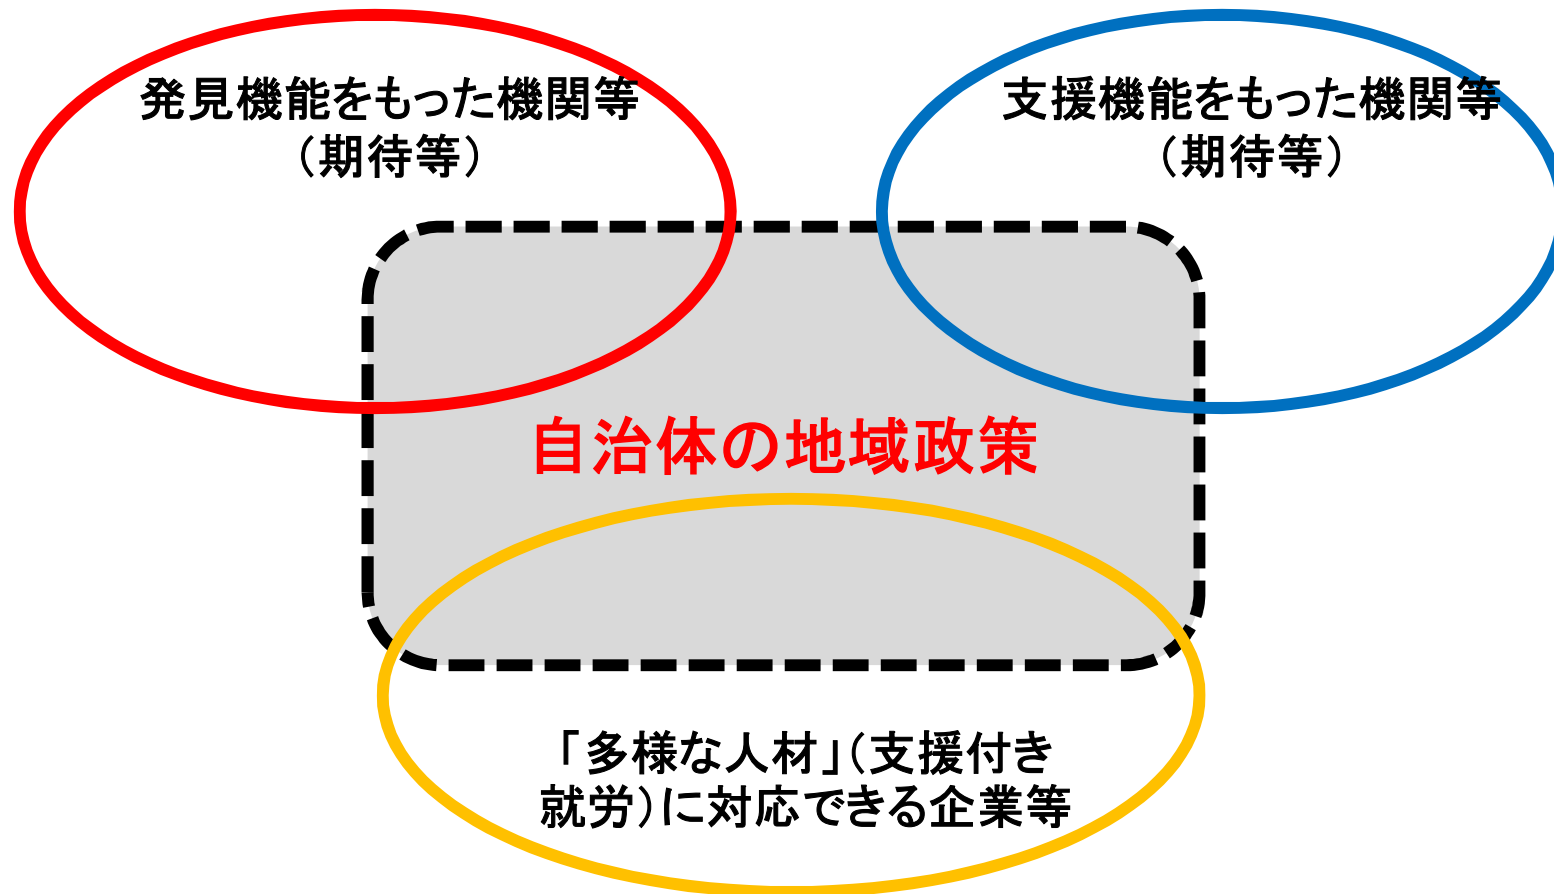 発見機能をもった機関等
（期待等）
支援機能をもった機関等
（期待等）
自治体の地域政策
「多様な人材」（支援付き
就労）に対応できる企業等